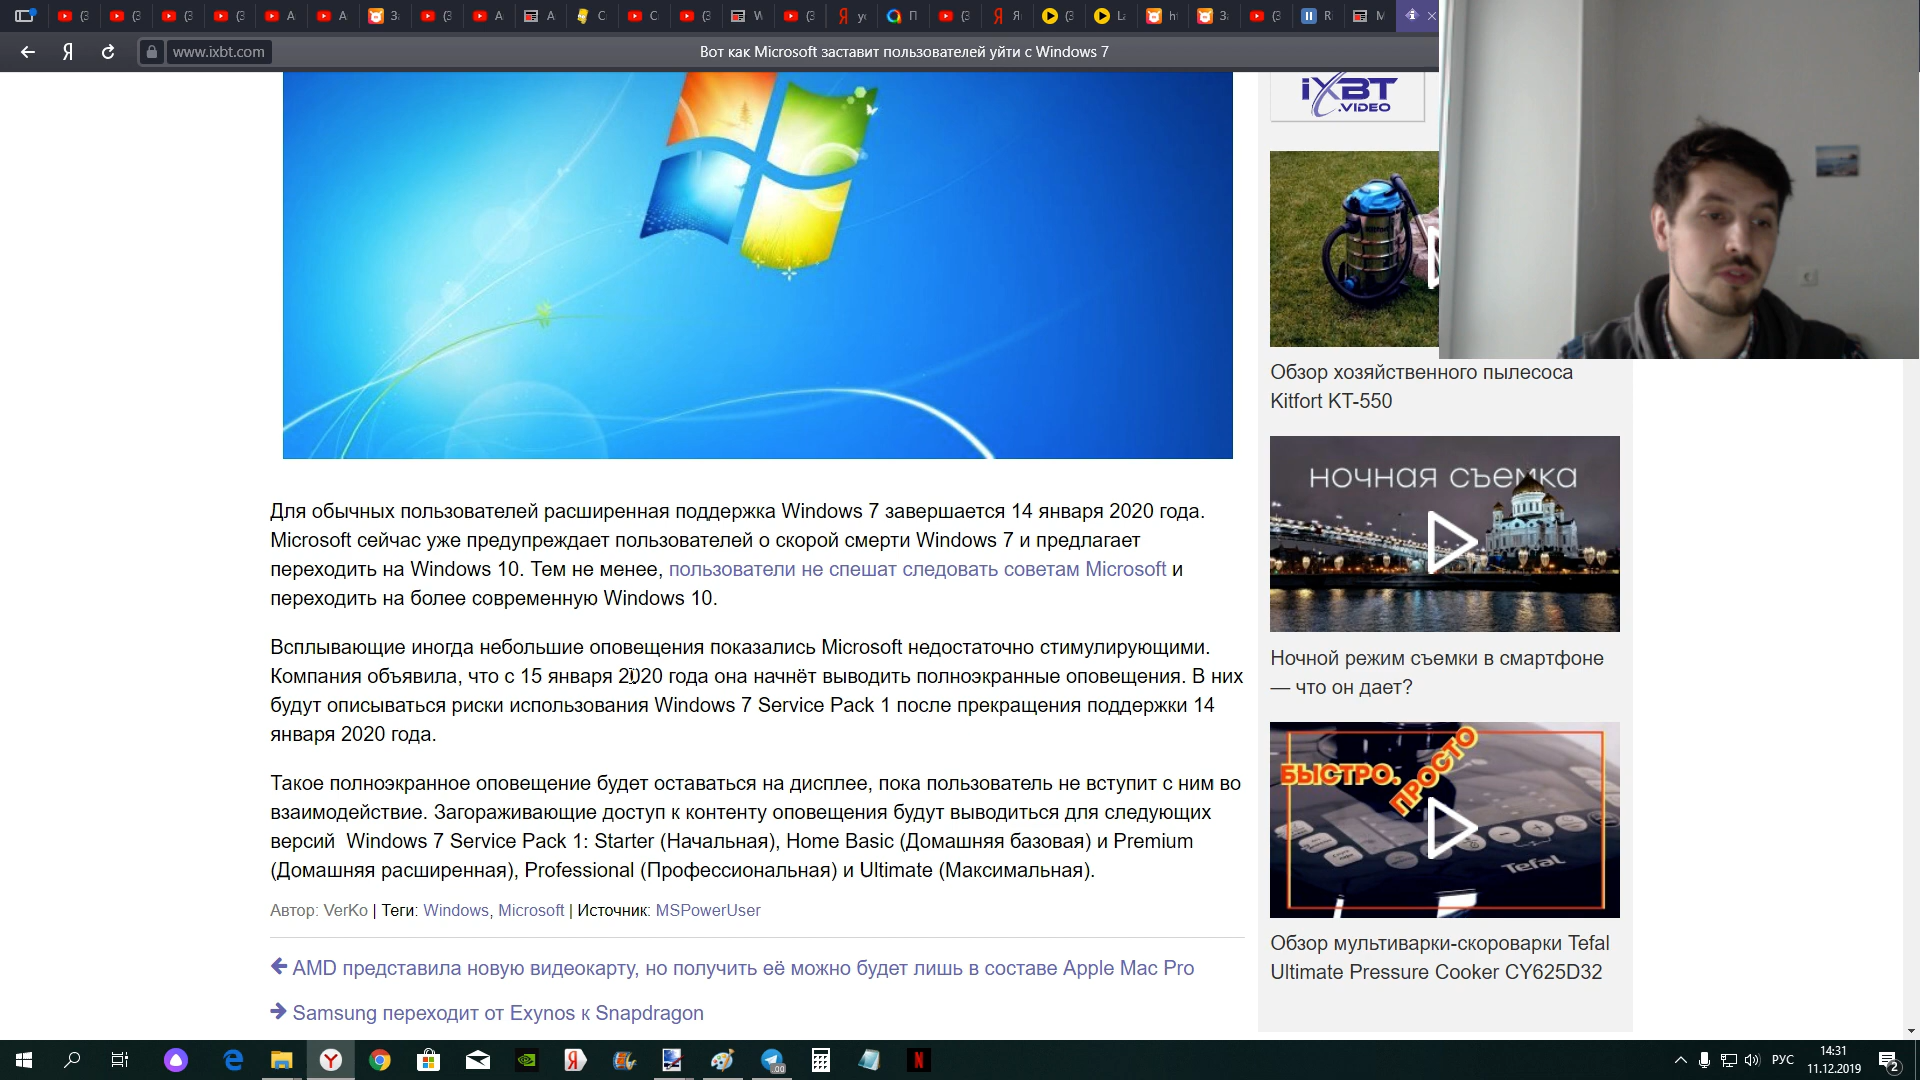 www.ixbt.com
Вот как Microsoft заставит пользователей уйти с Windows 7
iXBT
.VIDEO
Обзор хозяйственного пылесоса
Kitfort KT-550
ночная съемка
Ночной режим съемки в смартфоне
— что он дает?
БЫСТРО.
ПРОСТО
Tefal
Обзор мультиварки-скороварки Tefal
Ultimate Pressure Cooker CY625D32
Для обычных пользователей расширенная поддержка Windows 7 завершается 14 января 2020 года.
Microsoft сейчас уже предупреждает пользователей о скорой смерти Windows 7 и предлагает
переходить на Windows 10. Тем не менее, пользователи не спешат следовать советам Microsoft и
переходить на более современную Windows 10.
Всплывающие иногда небольшие оповещения показались Microsoft недостаточно стимулирующими.
Компания объявила, что с 15 января 2020 года она начнёт выводить полноэкранные оповещения. В них
будут описываться риски использования Windows 7 Service Pack 1 после прекращения поддержки 14
января 2020 года.
Такое полноэкранное оповещение будет оставаться на дисплее, пока пользователь не вступит с ним во
взаимодействие. Загораживающие доступ к контенту оповещения будут выводиться для следующих
версий Windows 7 Service Pack 1: Starter (Начальная), Home Basic (Домашняя базовая) и Premium
(Домашняя расширенная), Professional (Профессиональная) и Ultimate (Максимальная).
Автор: VerKo | Теги: Windows, Microsoft | Источник: MSPowerUser
AMD представила новую видеокарту, но получить её можно будет лишь в составе Apple Mac Pro
Samsung переходит от Exynos к Snapdragon
РУС
14:31
11.12.2019
2